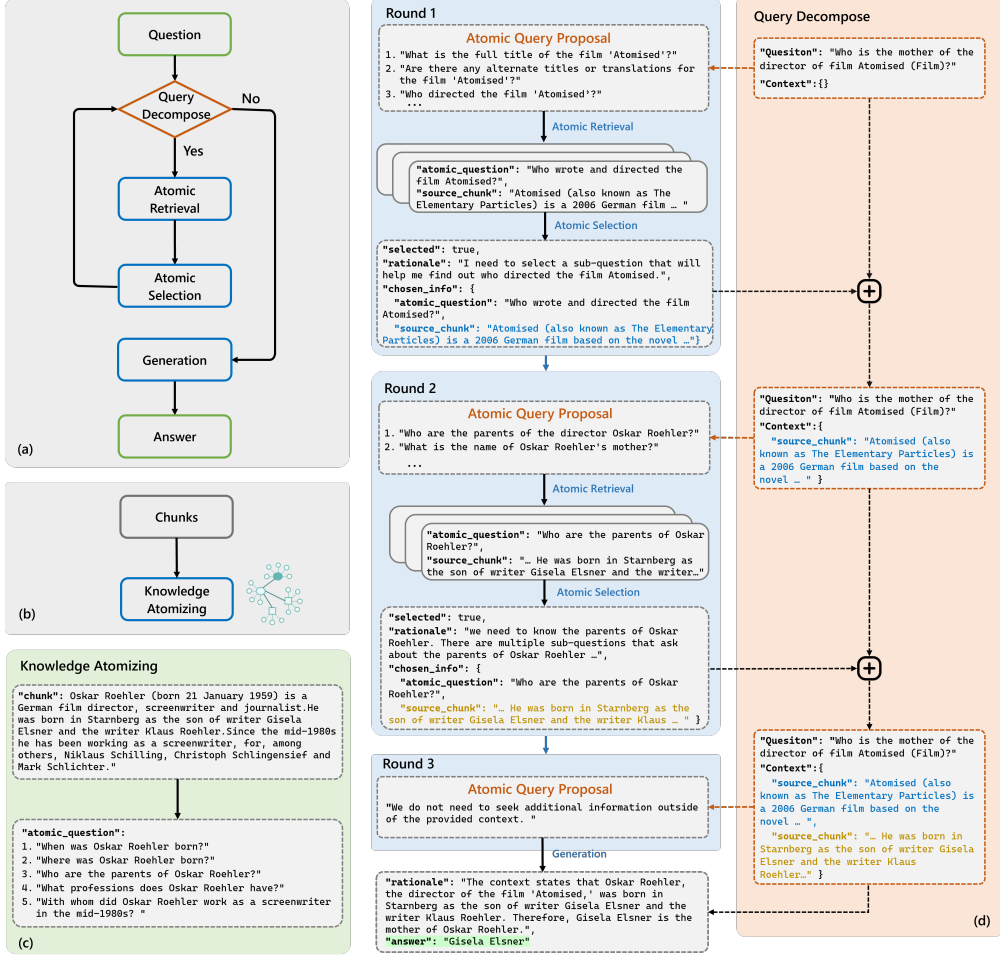 Question
Query
Decompose
No
Yes
Atomic
Retrieval
Atomic
Selection
Generation
Answer
(a)
Chunks
Knowledge
Atomizing
(b)
Knowledge Atomizing
"chunk": Oskar Roehler (born 21 January 1959) is a
German film director, screenwriter and journalist.He
was born in Starnberg as the son of writer Gisela
Elsner and the writer Klaus Roehler.Since the mid-1980s
he has been working as a screenwriter, for, among
others, Niklaus Schilling, Christoph Schlingensief and
Mark Schlichter."
"atomic_question":
1. "When was Oskar Roehler born?"
2. "Where was Oskar Roehler born?"
3. "Who are the parents of Oskar Roehler?"
4. "What professions does Oskar Roehler have?"
5. "With whom did Oskar Roehler work as a screenwriter
in the mid-1980s? "
(c)
Round 1
Atomic Query Proposal
1. "What is the full title of the film 'Atomised'?"
2. "Are there any alternate titles or translations for
the film 'Atomised'?"
3. "Who directed the film 'Atomised'?"
...
Atomic Retrieval
"atomic_question": "Who wrote and directed the
film Atomised?",
"source_chunk": "Atomised (also known as The
Elementary Particles) is a 2006 German film … "
Atomic Selection
"selected": true,
"rationale": "I need to select a sub-question that will
help me find out who directed the film Atomised.",
"chosen_info": {
"atomic_question": "Who wrote and directed the film
Atomised?",
"source_chunk": "Atomised (also known as The Elementary
Particles) is a 2006 German film based on the novel …"}
Round 2
Atomic Query Proposal
1. "Who are the parents of the director Oskar Roehler?"
2. "What is the name of Oskar Roehler's mother?"
...
Atomic Retrieval
"atomic_question": "Who are the parents of Oskar
Roehler?",
"source_chunk": "… He was born in Starnberg as
the son of writer Gisela Elsner and the writer…"
Atomic Selection
"selected": true,
"rationale": "we need to know the parents of Oskar
Roehler. There are multiple sub-questions that ask
about the parents of Oskar Roehler …",
"chosen_info": {
"atomic_question": "Who are the parents of Oskar
Roehler?",
"source_chunk": "… He was born in Starnberg as the
son of writer Gisela Elsner and the writer Klaus … " }
Round 3
Atomic Query Proposal
"We do not need to seek additional information outside
of the provided context. "
Generation
"rationale": "The context states that Oskar Roehler,
the director of the film 'Atomised,' was born in
Starnberg as the son of writer Gisela Elsner and the
writer Klaus Roehler. Therefore, Gisela Elsner is the
mother of Oskar Roehler.",
"answer": "Gisela Elsner"
Query Decompose
"Quesiton": "Who is the mother of the
director of film Atomised (Film)?"
"Context":{}
"Quesiton": "Who is the mother of the
director of film Atomised (Film)?"
"Context":{
"source_chunk": "Atomised (also
known as The Elementary Particles) is
a 2006 German film based on the
novel … " }
"Quesiton": "Who is the mother of the
director of film Atomised (Film)?"
"Context":{
"source_chunk": "Atomised (also
known as The Elementary Particles) is
a 2006 German film based on the
novel … ",
"source_chunk": "… He was born in
Starnberg as the son of writer Gisela
Elsner and the writer Klaus
Roehler…" }
(d)